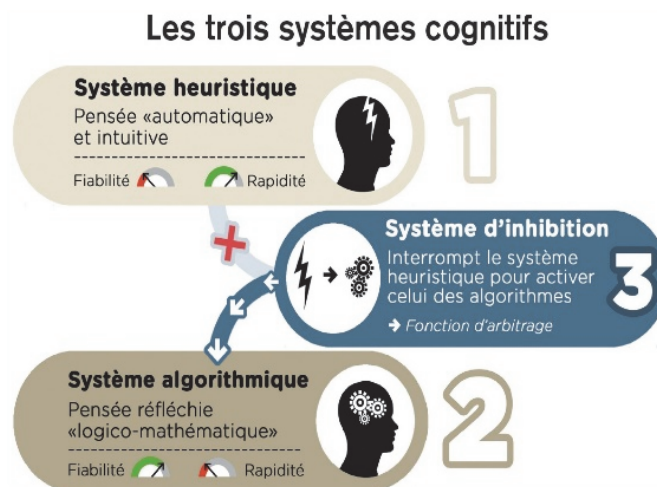 Les trois systèmes cognitifs
Système heuristique
Pensée «automatique»
et intuitive
Fiabilité Rapidité
1
Système d'inhibition
Interrompt le système
heuristique pour activer
celui des algorithmes
→ Fonction d'arbitrage
3
Système algorithmique
Pensée réfléchie
«logico-mathématique»
Fiabilité Rapidité
2